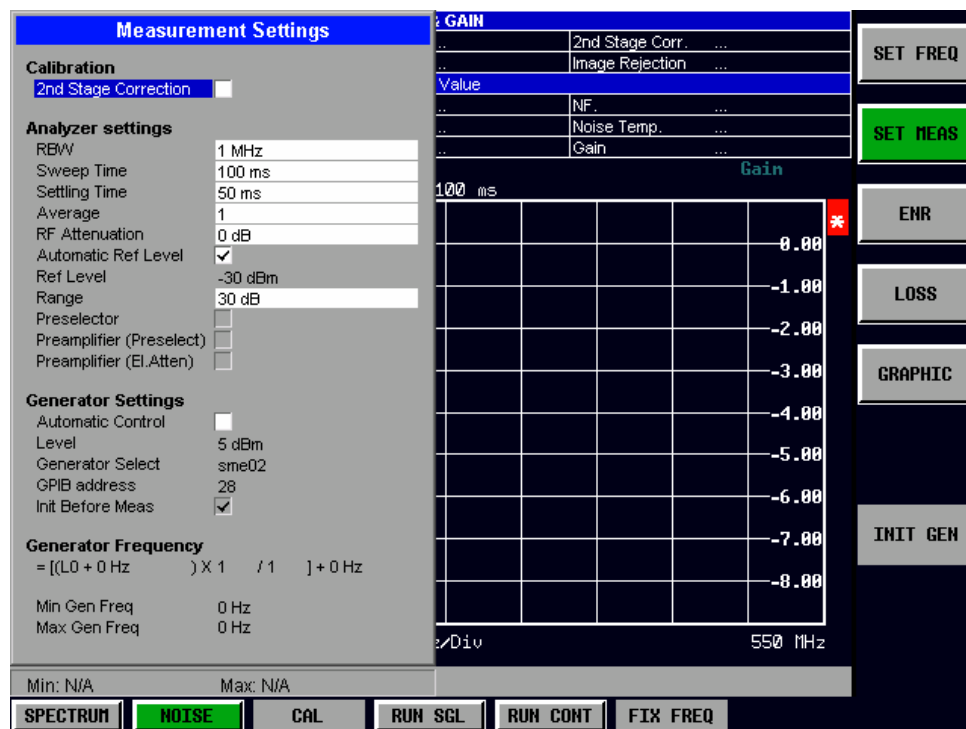 Measurement Settings
Calibration
2nd Stage Correction
Analyzer settings
RBW 1 MHz
Sweep Time 100 ms
Settling Time 50 ms
Average 1
RF Attenuation 0 dB
Automatic Ref Level
Ref Level -30 dBm
Range 30 dB
Preselector
Preamplifier (Preselect)
Preamplifier (El.Atten)
Generator Settings
Automatic Control
Level 5 dBm
Generator Select sme02
GPIB address 28
Init Before Meas
Generator Frequency
= [(L0 + 0 Hz ) X 1 / 1 ] + 0 Hz
Min Gen Freq 0 Hz
Max Gen Freq 0 Hz
Min: N/A Max: N/A
& GAIN
.. 2nd Stage Corr. ...
.. Image Rejection ...
Value
.. NF. ...
.. Noise Temp. ...
.. Gain ...
Gain
100 ms
*
0.00
-1.00
-2.00
-3.00
-4.00
-5.00
-6.00
-7.00
-8.00
z/Div 550 MHz
SET FREQ
SET MEAS
ENR
LOSS
GRAPHIC
INIT GEN
SPECTRUM NOISE CAL RUN SGL RUN CONT FIX FREQ